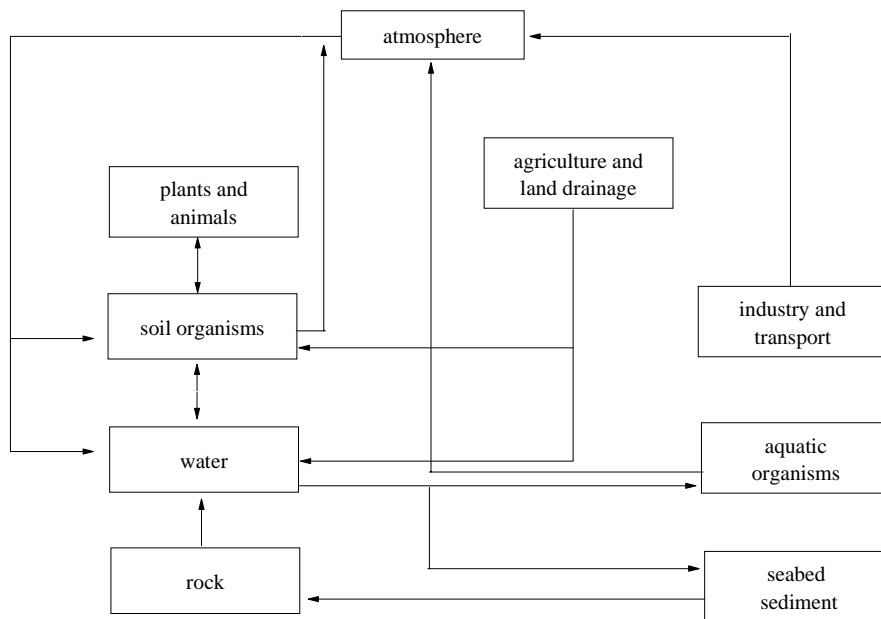 atmosphere
agriculture and
land drainage
plants and
animals
soil organisms
industry and
transport
water
aquatic
organisms
rock
seabed
sediment